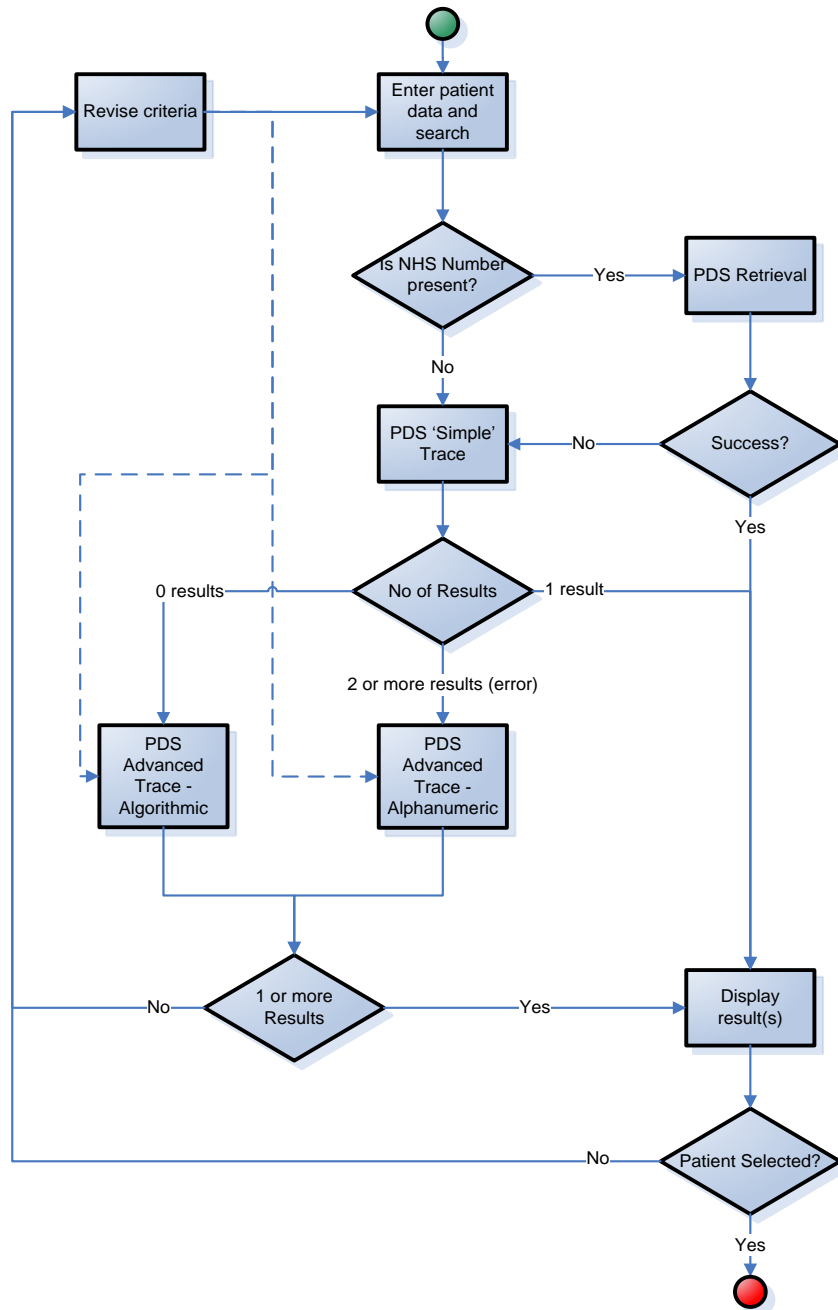 Revise criteria
Enter patient
data and
search
Is NHS Number
present?
Yes
PDS Retrieval
No
PDS ‘Simple’
Trace
No
Success?
Yes
0 results
No of Results
1 result
2 or more results (error)
PDS
Advanced
Trace -
Algorithmic
PDS
Advanced
Trace -
Alphanumeric
No
1 or more
Results
Yes
Display
result(s)
No
Patient Selected?
Yes